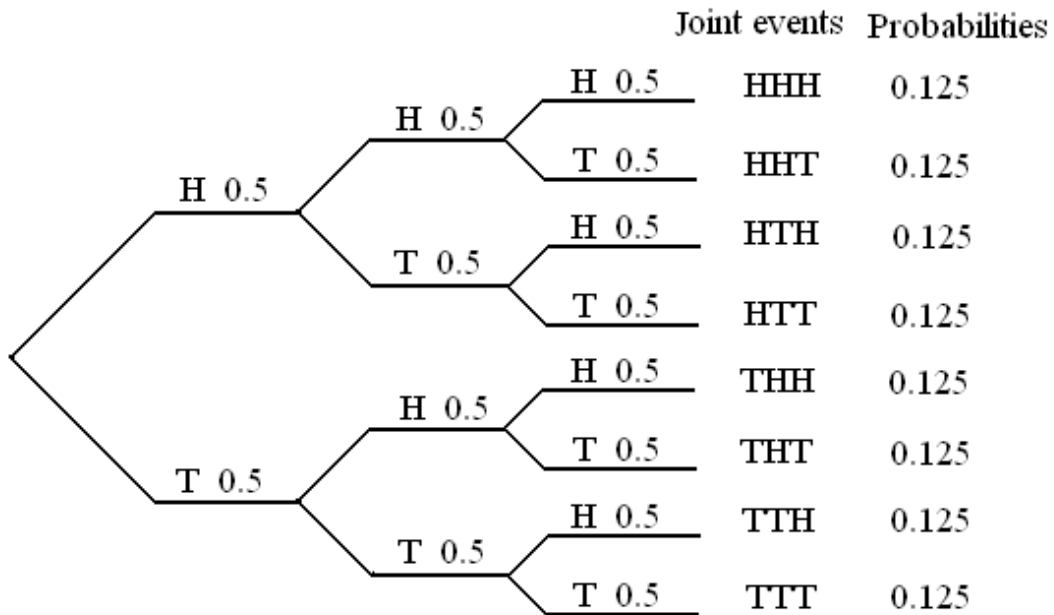 Joint events Probabilities
H 0.5 HHH 0.125
H 0.5
T 0.5 HHT 0.125
H 0.5
H 0.5 HTH 0.125
T 0.5
T 0.5 HTT 0.125
H 0.5 THH 0.125
H 0.5
T 0.5 THT 0.125
T 0.5
H 0.5 TTH 0.125
T 0.5
T 0.5 TTT 0.125